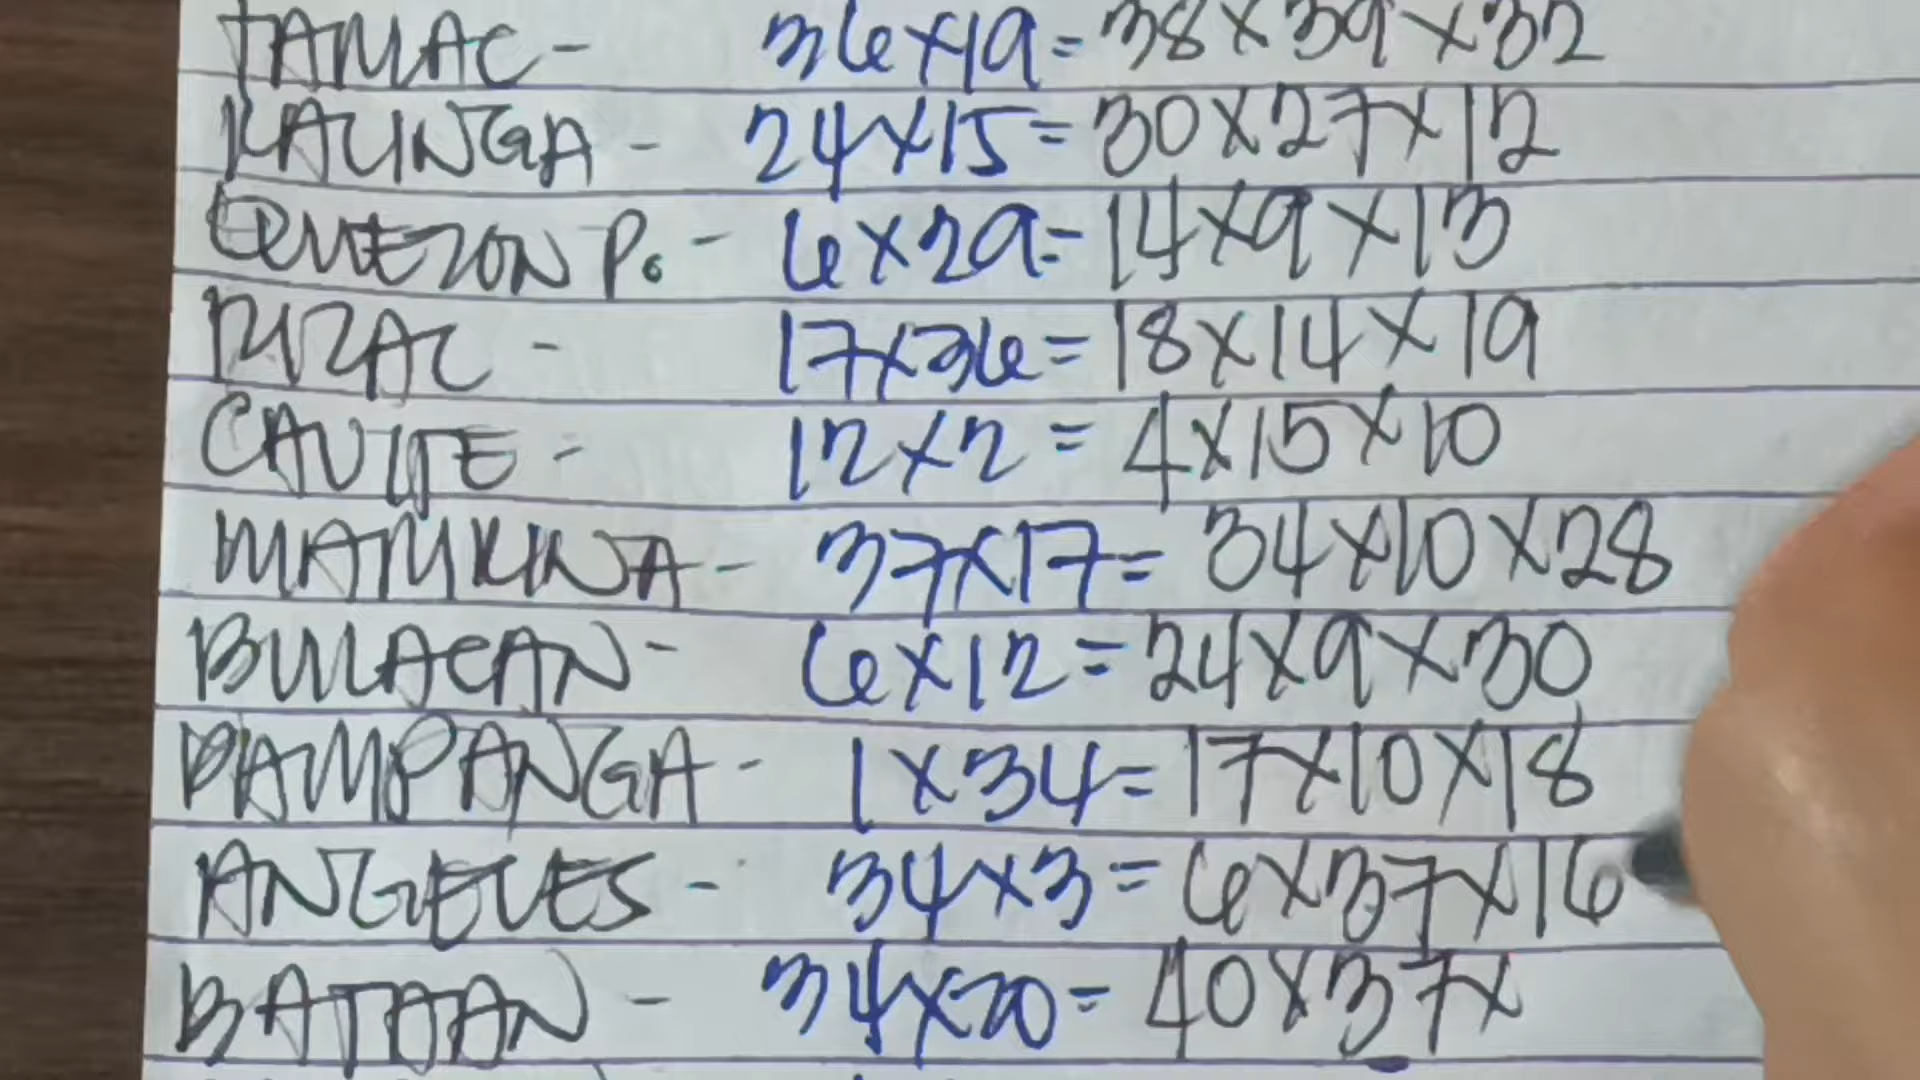 TARLAC - 36x19=38x39x32
KALINGA - 24x15=30x27x12
QUEZON P. - 6x29=14x9x13
RIZAL - 17x36=18x14x19
CAVITE - 12x2=4x15x10
MARIKINA - 37x17=34x10x28
BULACAN - 6x12=24x9x30
PAMPANGA - 1x34=17x10x18
ANGELES - 34x3=6x37x16
BATAAN - 34x20=40x37x